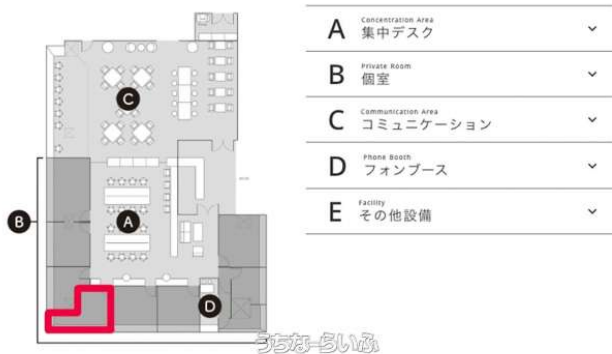 A
Concentration Area
集中デスク
B
Private Room
個室
C
Communication Area
コミュニケーション
D
Phone Booth
フォンブース
E
Facility
その他設備
C
B
A
D
うちなーらいふ